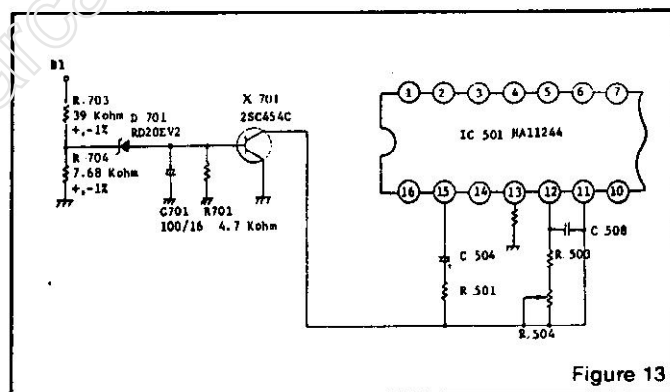 B1
R.703
39 Kohm
+,-1%
D 701
RD20EV2
R 704
7.68 Kohm
+,-1%
C701
100/16
R701
4.7 Kohm
X 701
2SC454C
1 2 3 4 5 6 7
IC 501 HA11244
16 15 14 13 12 11 10
C 504
R 501
R.503
C 508
R.504
Figure 13